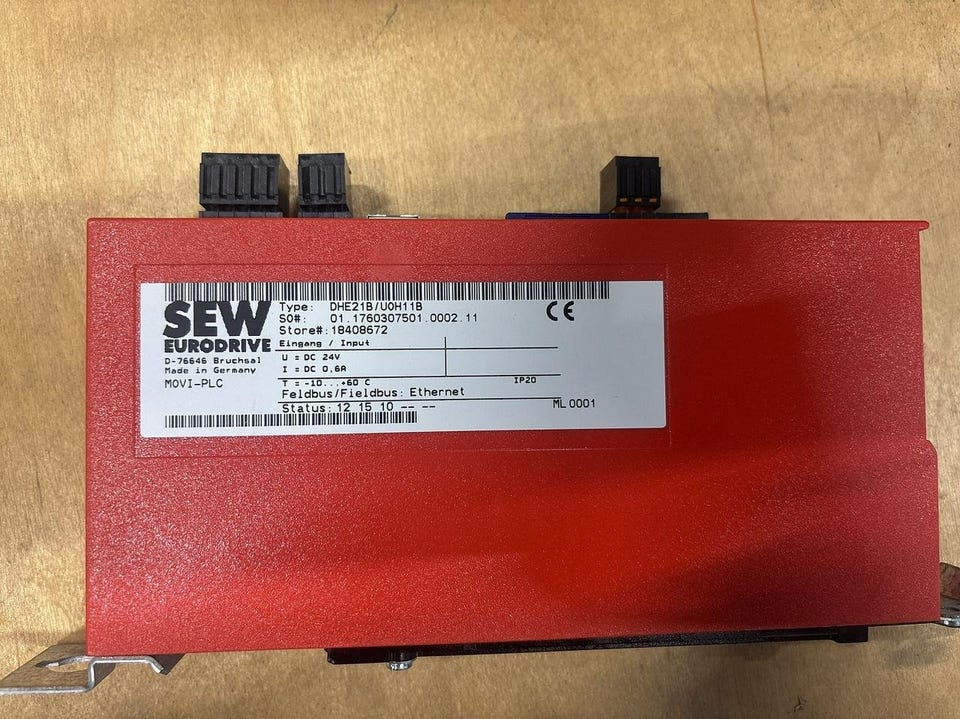 SEW
EURODRIVE
D-76646 Bruchsal
Made in Germany
MOVI-PLC
Type: DHE21B/UOH11B
SO#: 01.1760307501.0002.11
Store#: 18408672
CE
Eingang / Input
U = DC 24V
I = DC 0,6A
T = -10...+60 C IP20
Feldbus/Fieldbus: Ethernet
Status: 12 15 10 -- -- ML 0001